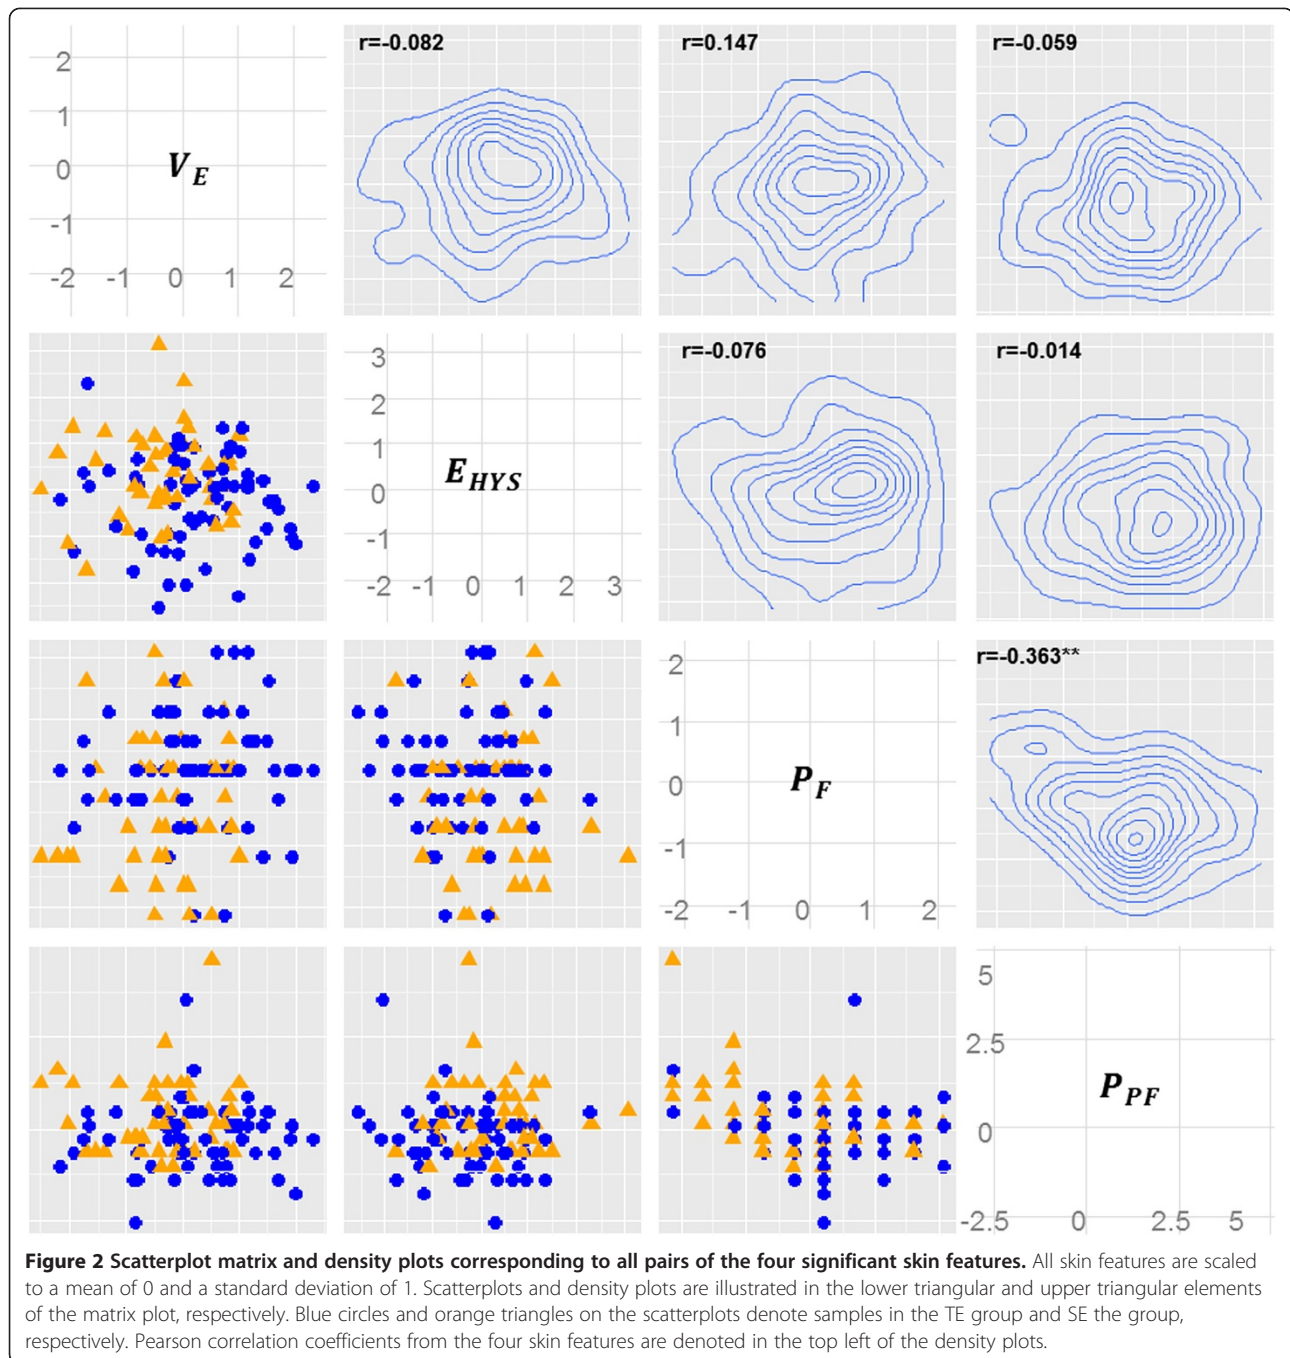 r=-0.082
r=0.147
r=-0.059
2
1
0
-1
-2 -1 0 1 2
V_E
r=-0.076
r=-0.014
3
2
1
0
-1
-2 -1 0 1 2 3
E_HYS
r=-0.363**
2
1
0
-1
-2 -1 0 1 2
P_F
5
2.5
0
-2.5 0 2.5 5
P_PF
Figure 2 Scatterplot matrix and density plots corresponding to all pairs of the four significant skin features. All skin features are scaled
to a mean of 0 and a standard deviation of 1. Scatterplots and density plots are illustrated in the lower triangular and upper triangular elements
of the matrix plot, respectively. Blue circles and orange triangles on the scatterplots denote samples in the TE group and SE the group,
respectively. Pearson correlation coefficients from the four skin features are denoted in the top left of the density plots.